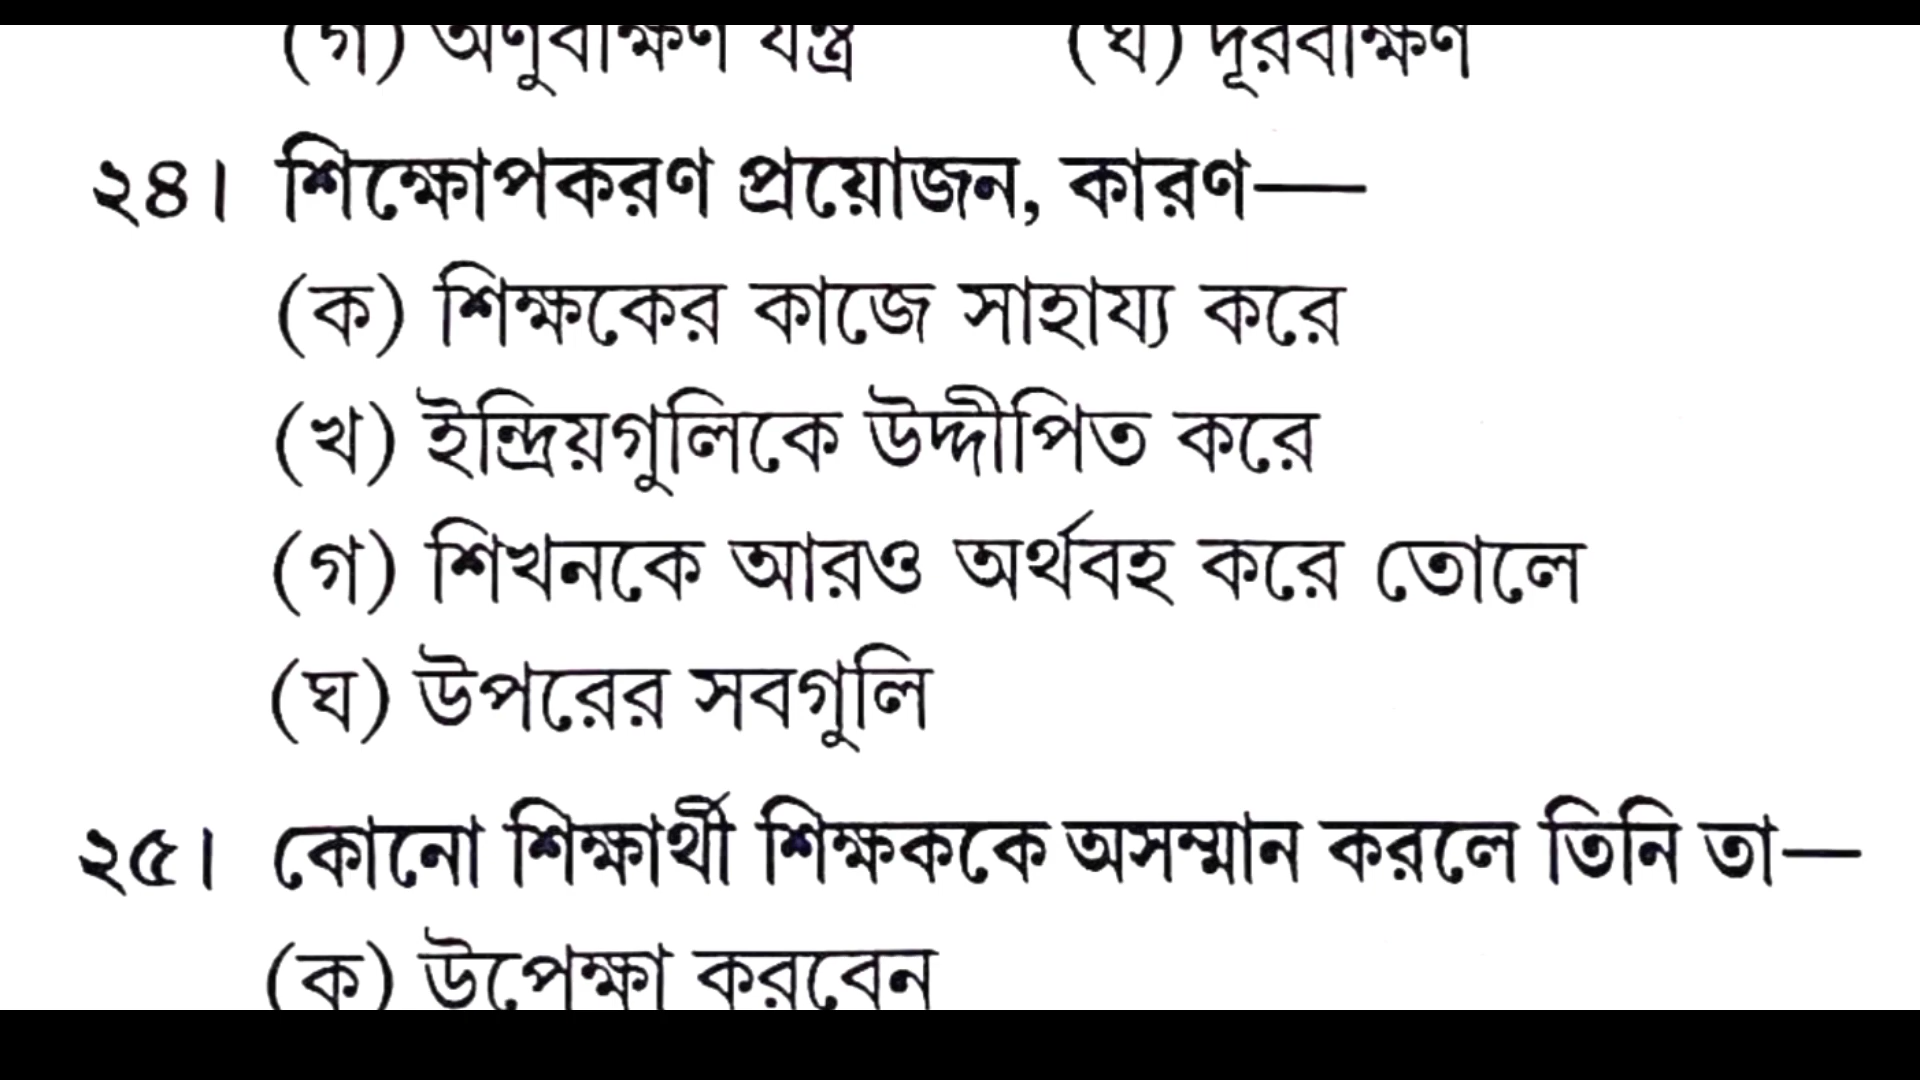 (গ) অণুবীক্ষণ যন্ত্র (ঘ) দূরবীক্ষণ
২৪। শিক্ষোপকরণ প্রয়োজন, কারণ—
(ক) শিক্ষকের কাজে সাহায্য করে
(খ) ইন্দ্রিয়গুলিকে উদ্দীপিত করে
(গ) শিখনকে আরও অর্থবহ করে তোলে
(ঘ) উপরের সবগুলি
২৫। কোনো শিক্ষার্থী শিক্ষককে অসম্মান করলে তিনি তা—
(ক) উপেক্ষা করবেন